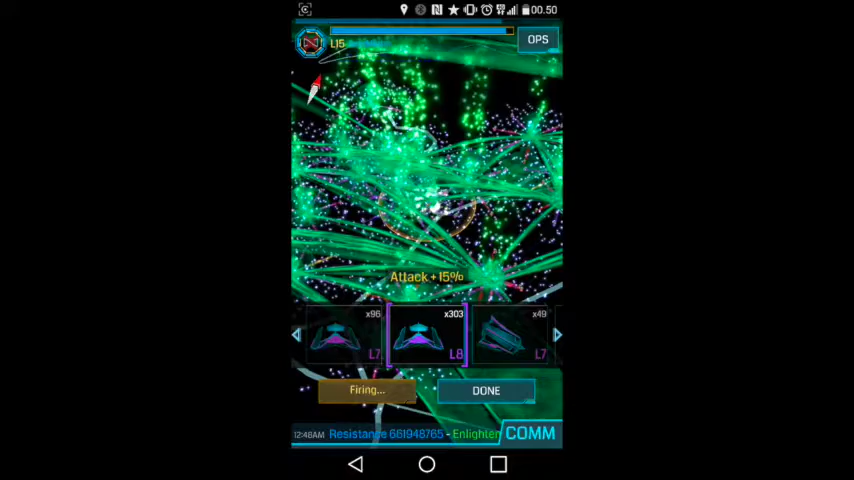 00.50
L15
OPS
Attack +15%
x96
x303
x49
L7
L8
L7
Firing...
DONE
12:48AM Resistance 661948765 - Enlighten
COMM